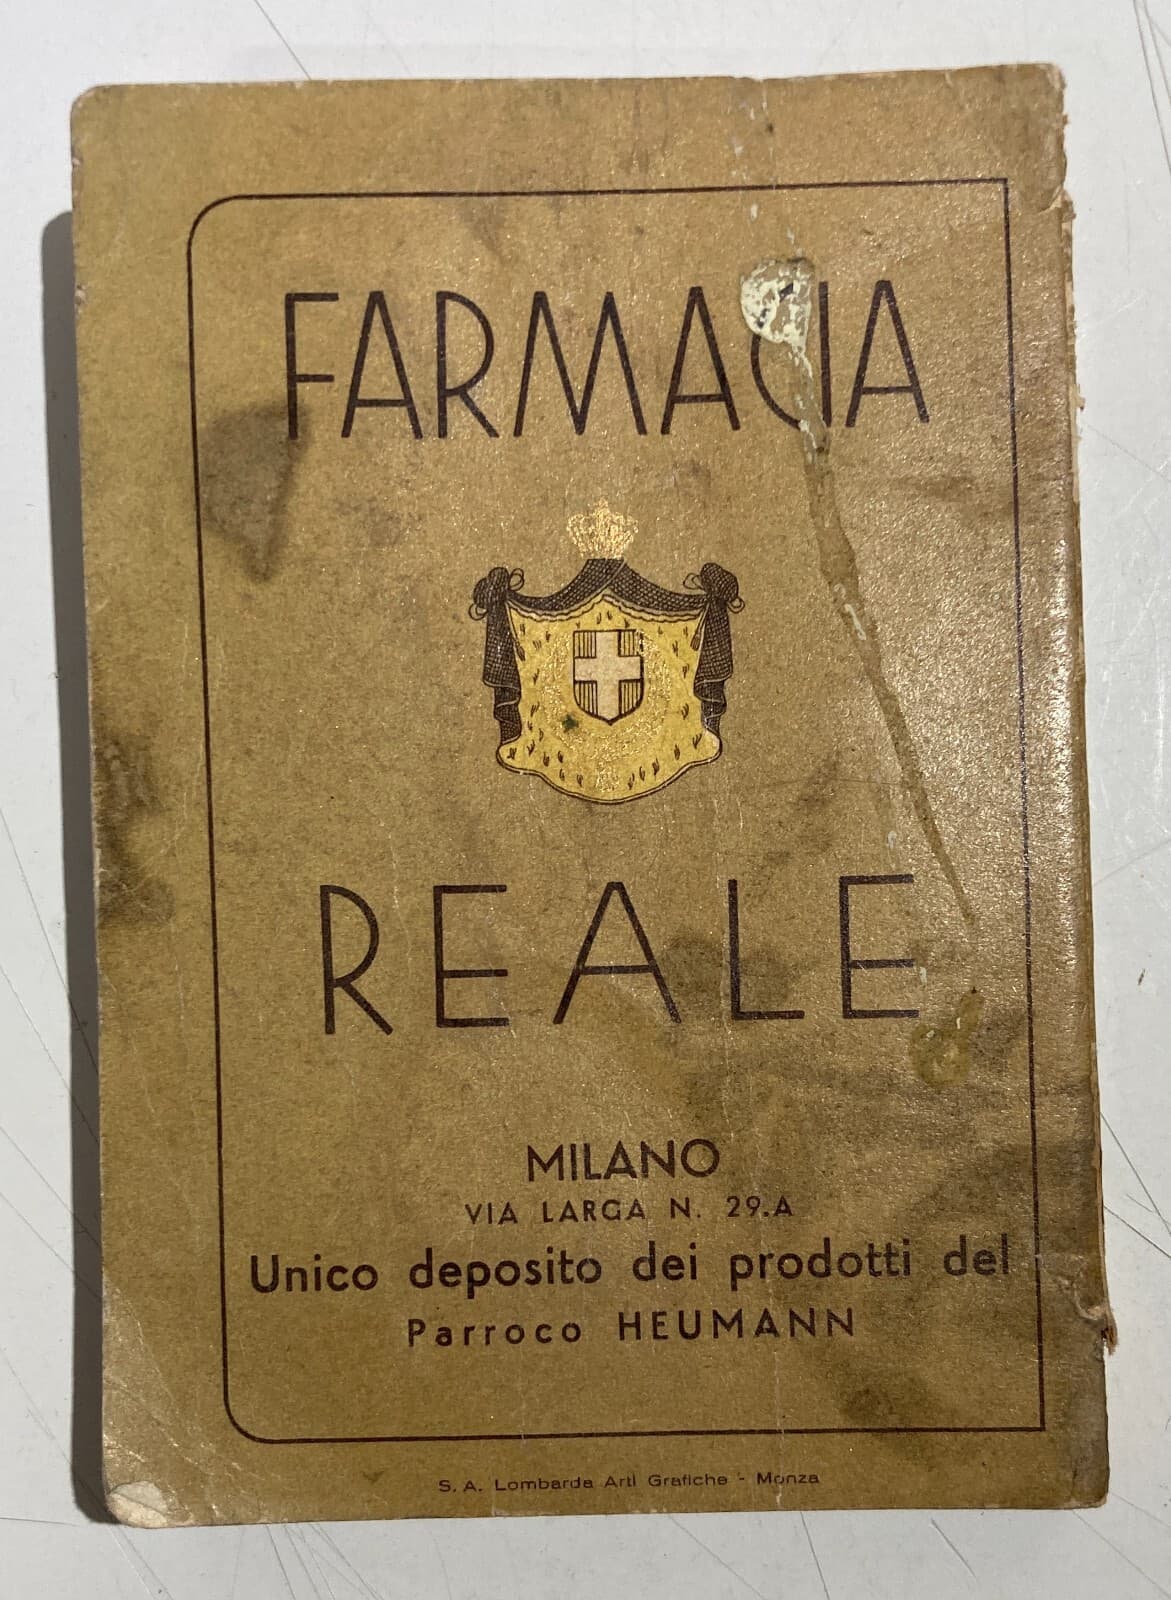 FARMACIA
REALE
MILANO
VIA LARGA N. 29.A
Unico deposito dei prodotti del
Parroco HEUMANN
S. A. Lombarda Arti Grafiche - Monza